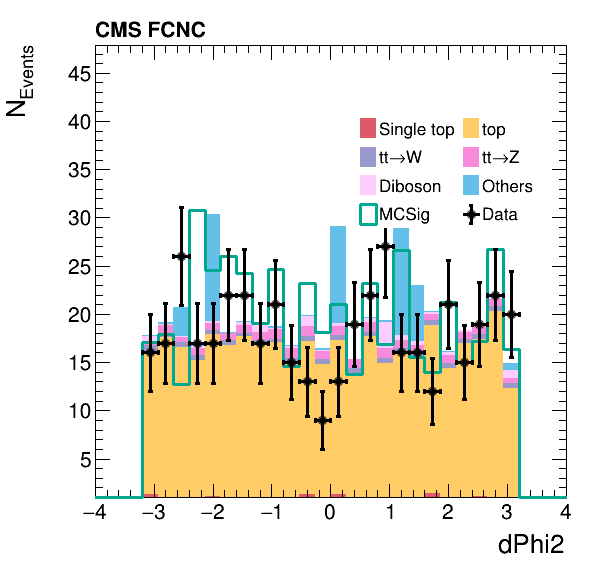 CMS FCNC
N_Events
45
40
35
30
25
20
15
10
5
Single top top
tt→W tt→Z
Diboson Others
MCSig Data
−4 −3 −2 −1 0 1 2 3 4
dPhi2